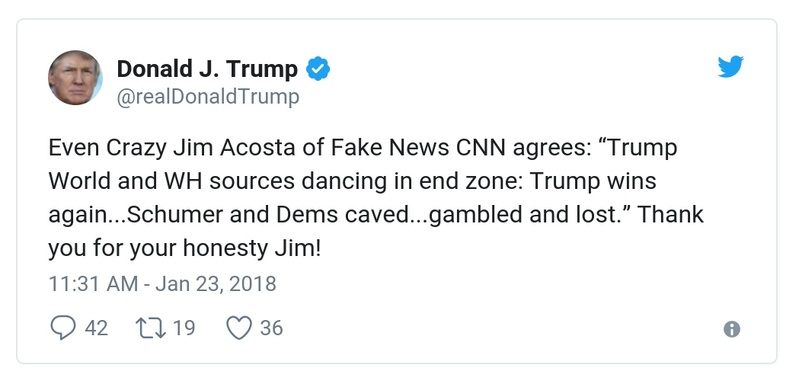 Donald J. Trump
@realDonaldTrump
Even Crazy Jim Acosta of Fake News CNN agrees: “Trump
World and WH sources dancing in end zone: Trump wins
again...Schumer and Dems caved...gambled and lost.” Thank
you for your honesty Jim!
11:31 AM - Jan 23, 2018
42 19 36